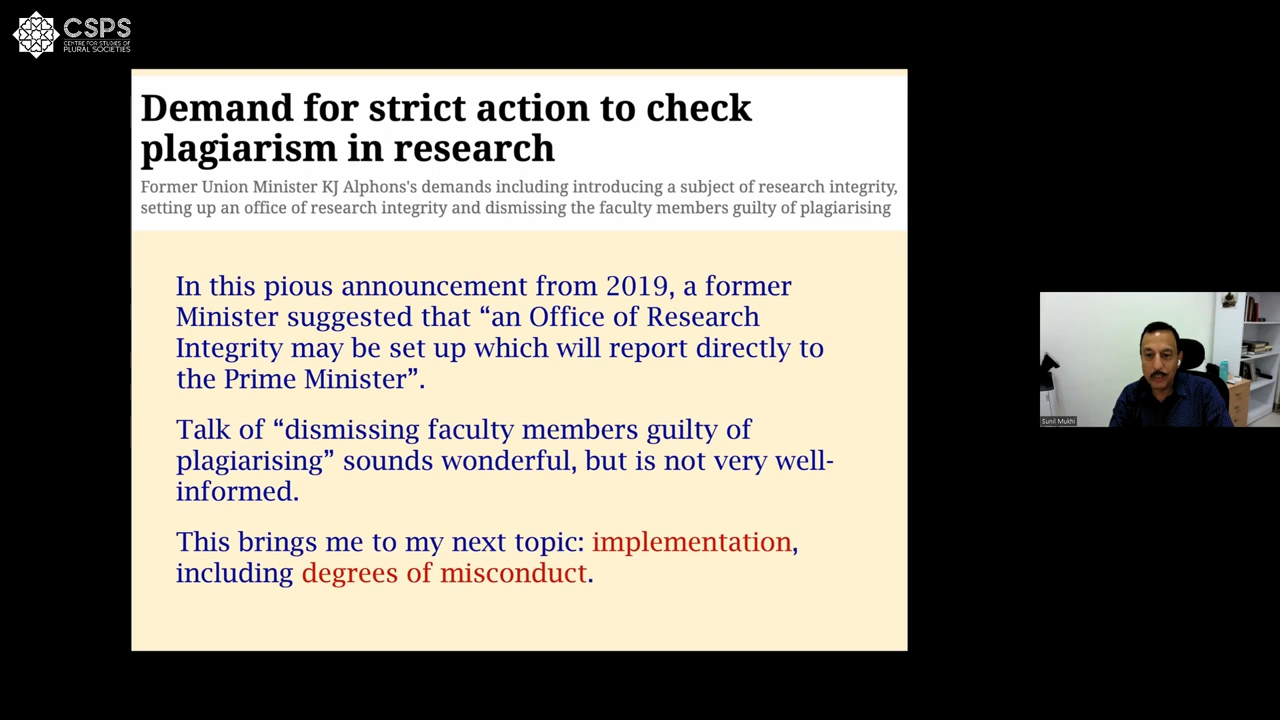 CSPS
CENTRE FOR STUDIES OF
PLURAL SOCIETIES
Demand for strict action to check
plagiarism in research
Former Union Minister KJ Alphons's demands including introducing a subject of research integrity,
setting up an office of research integrity and dismissing the faculty members guilty of plagiarising
In this pious announcement from 2019, a former
Minister suggested that “an Office of Research
Integrity may be set up which will report directly to
the Prime Minister”.
Talk of “dismissing faculty members guilty of
plagiarising” sounds wonderful, but is not very well-
informed.
This brings me to my next topic: implementation,
including degrees of misconduct.
Sunil Mukhi